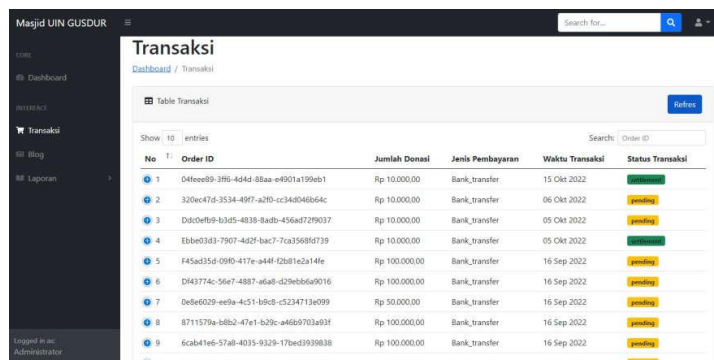 Masjid UIN GUSDUR
Search for...
CORE
Dashboard
INTERFACE
Transaksi
Blog
Laporan
Logged in as:
Administrator
Transaksi
Dashboard / Transaksi
Table Transaksi
Refres
Show 10 entries
Search: Order ID
No Order ID Jumlah Donasi Jenis Pembayaran Waktu Transaksi Status Transaksi
1 04feee89-3ff6-4d4d-88aa-e4901a199eb1 Rp 10.000,00 Bank_transfer 15 Okt 2022 settlement
2 320ec47d-3534-49f7-a2f0-cc34d046b64c Rp 10.000,00 Bank_transfer 06 Okt 2022 pending
3 Ddc0efb9-b3d5-4838-8adb-456ad72f9037 Rp 10.000,00 Bank_transfer 05 Okt 2022 pending
4 Ebbe03d3-7907-4d2f-bac7-7ca3568fd739 Rp 10.000,00 Bank_transfer 05 Okt 2022 settlement
5 F45ad35d-09f0-417e-a44f-f2b81e2a14fe Rp 100.000,00 Bank_transfer 16 Sep 2022 pending
6 Df43774c-56e7-4887-a6a8-d29ebb6a9016 Rp 100.000,00 Bank_transfer 16 Sep 2022 pending
7 0e8e6029-ee9a-4c51-b9c8-c5234713e099 Rp 50.000,00 Bank_transfer 16 Sep 2022 pending
8 8711579a-b8b2-47e1-b29c-a46b9703a93f Rp 100.000,00 Bank_transfer 16 Sep 2022 pending
9 6cab41e6-57a8-4035-9329-17bed3939838 Rp 100.000,00 Bank_transfer 16 Sep 2022 pending